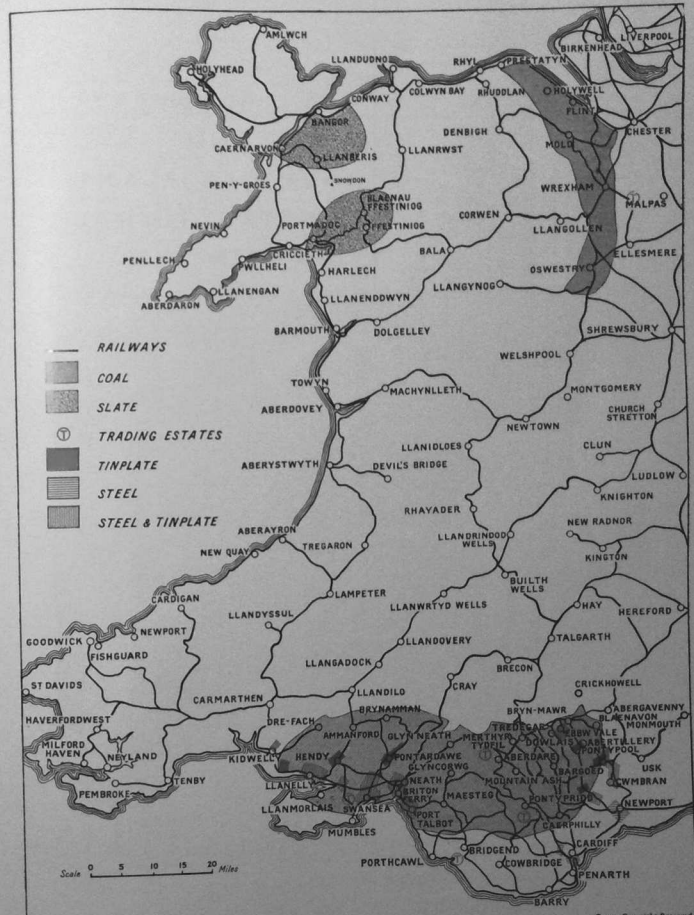 AMLWCH
HOLYHEAD
LLANDUDNO
RHYL
PRESTATYN
LIVERPOOL
BIRKENHEAD
CONWAY
COLWYN BAY
RHUDDLAN
HOLYWELL
FLINT
BANGOR
CHESTER
CAERNARVON
LLANBERIS
LLANRWST
DENBIGH
MOLD
SNOWDON
PEN-Y-GROES
BLAENAU
FFESTINIOG
WREXHAM
MALPAS
NEVIN
PORTMADOC
FFESTINIOG
CORWEN
LLANGOLLEN
PENLLECH
CRICCIETH
BALA
ELLESMERE
PWLLHELI
HARLECH
OSWESTRY
ABERDARON
LLANENGAN
LLANENDDWYN
LLANGYNOG
BARMOUTH
DOLGELLEY
SHREWSBURY
RAILWAYS
COAL
SLATE
T TRADING ESTATES
TINPLATE
STEEL
STEEL & TINPLATE
WELSHPOOL
TOWYN
MACHYNLLETH
MONTGOMERY
ABERDOVEY
CHURCH
STRETTON
NEWTOWN
LLANIDLOES
CLUN
ABERYSTWYTH
DEVIL'S BRIDGE
LUDLOW
KNIGHTON
RHAYADER
NEW RADNOR
ABERAYRON
LLANDRINDOD
WELLS
NEW QUAY
TREGARON
KINGTON
BUILTH
WELLS
CARDIGAN
LAMPETER
LLANWRTYD WELLS
HAY
HEREFORD
LLANDYSSUL
GOODWICK
NEWPORT
FISHGUARD
LLANDOVERY
TALGARTH
LLANGADOCK
BRECON
ST DAVIDS
CRAY
CRICKHOWELL
CARMARTHEN
LLANDILO
HAVERFORDWEST
DRE-FACH
BRYNAMMAN
BRYN-MAWR
ABERGAVENNY
BLAENAVON
MONMOUTH
AMMANFORD
GLYN NEATH
MERTHYR
TYDFIL
TREDEGAR
EBBW VALE
DOWLAIS
ABERTILLERY
PONTYPOOL
MILFORD
HAVEN
NEYLAND
KIDWELLY
HENDY
PONTARDAWE
GLYNCORWG
ABERDARE
USK
PEMBROKE
TENBY
LLANELLY
NEATH
MOUNTAIN ASH
BARGOED
CWMBRAN
LLANMORLAIS
SWANSEA
BRITON
FERRY
MAESTEG
PONTYPRIDD
NEWPORT
MUMBLES
PORT
TALBOT
CAERPHILLY
PORTHCAWL
BRIDGEND
CARDIFF
COWBRIDGE
PENARTH
BARRY
Scale 0 5 10 15 20 Miles